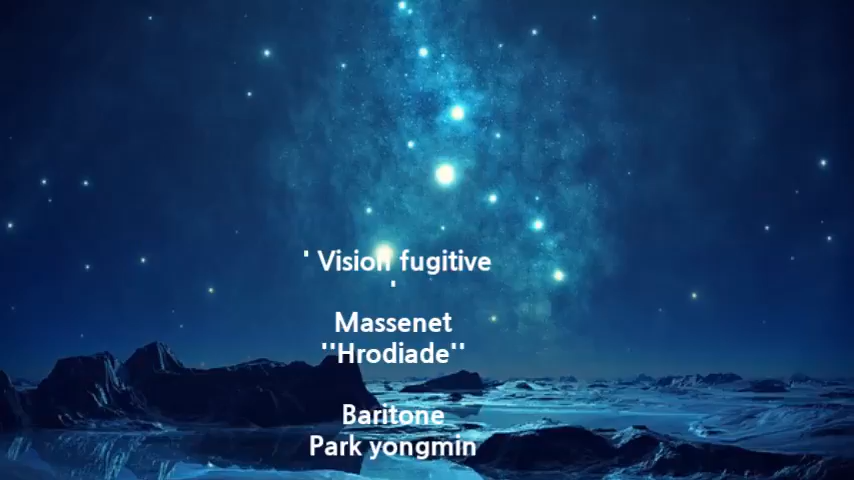 ' Vision fugitive
'
Massenet
''Hrodiade''
Baritone
Park yongmin